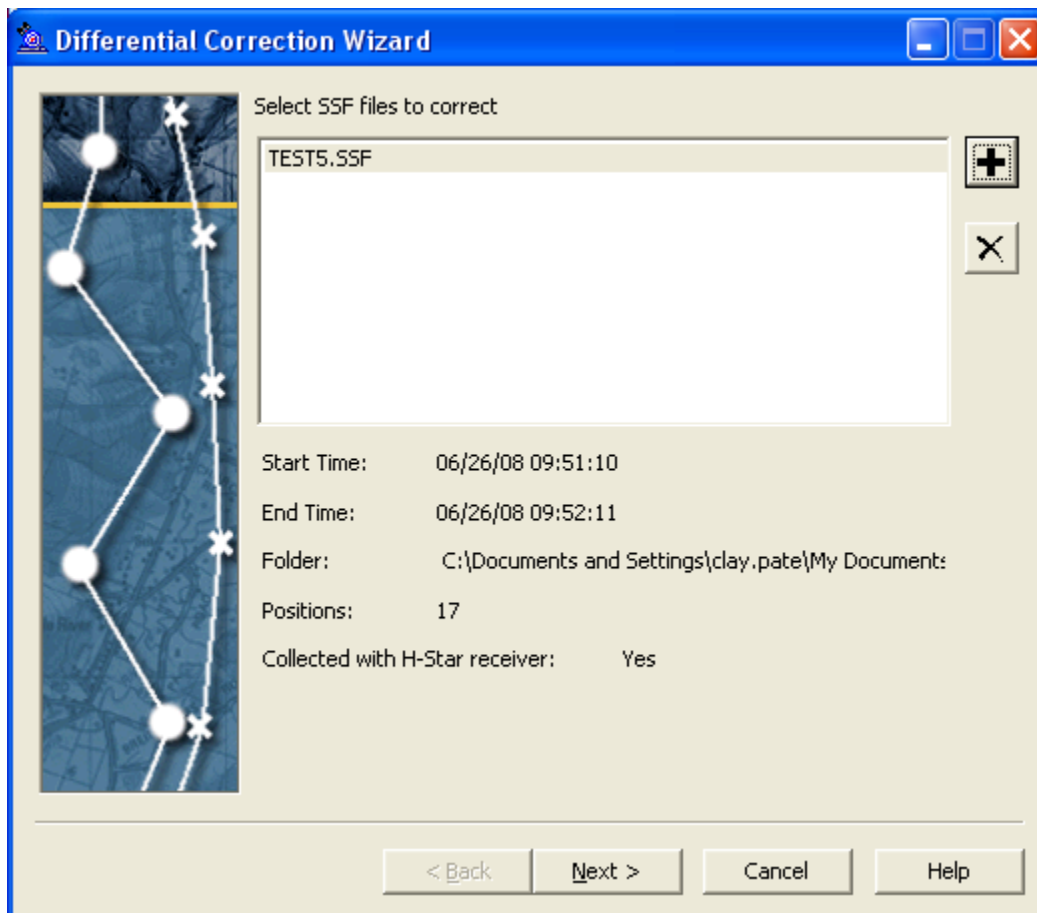 Differential Correction Wizard
Select SSF files to correct
TEST5.SSF
Start Time: 06/26/08 09:51:10
End Time: 06/26/08 09:52:11
Folder: C:\Documents and Settings\clay.pate\My Documents
Positions: 17
Collected with H-Star receiver: Yes
< Back Next > Cancel Help